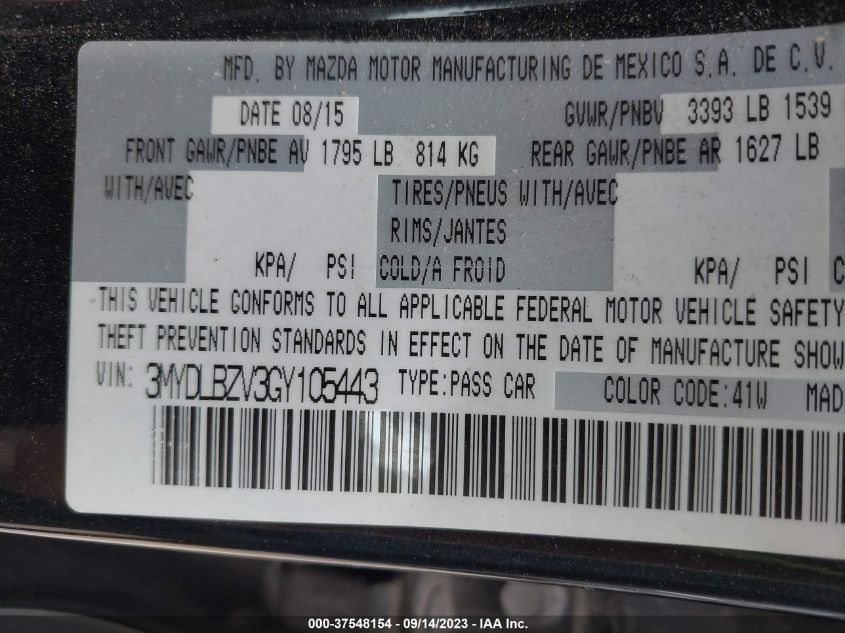 MFD. BY MAZDA MOTOR MANUFACTURING DE MEXICO S.A. DE C.V.
DATE 08/15 GVWR/PNBV 3393 LB 1539
FRONT GAWR/PNBE AV 1795 LB 814 KG REAR GAWR/PNBE AR 1627 LB
WITH/AVEC TIRES/PNEUS WITH/AVEC
RIMS/JANTES
KPA/ PSI COLD/A FROID KPA/ PSI C
THIS VEHICLE CONFORMS TO ALL APPLICABLE FEDERAL MOTOR VEHICLE SAFETY
THEFT PREVENTION STANDARDS IN EFFECT ON THE DATE OF MANUFACTURE SHOW
VIN: 3MYDLBZV3GY105443 TYPE:PASS CAR COLOR CODE:41W MAD
000-37548154 - 09/14/2023 - IAA Inc.